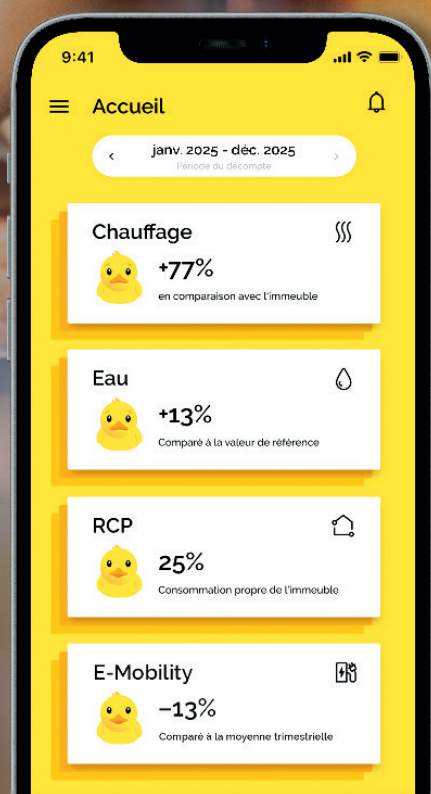 9:41
Accueil
janv. 2025 - déc. 2025
Période du décompte
Chauffage
+77%
en comparaison avec l'immeuble
Eau
+13%
Comparé à la valeur de référence
RCP
25%
Consommation propre de l'immeuble
E-Mobility
–13%
Comparé à la moyenne trimestrielle